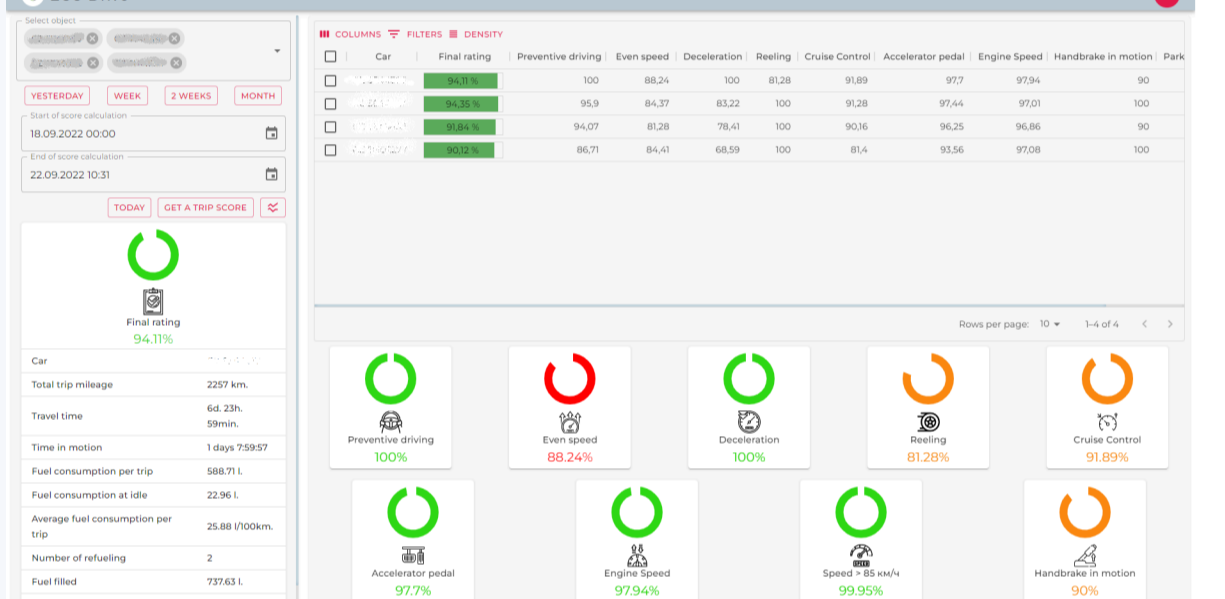 Select object
YESTERDAY WEEK 2 WEEKS MONTH
Start of score calculation
18.09.2022 00:00
End of score calculation
22.09.2022 10:31
TODAY GET A TRIP SCORE
Final rating
94.11%
Car
Total trip mileage 2257 km.
Travel time 6d. 23h.
59min.
Time in motion 1 days 7:59:57
Fuel consumption per trip 588.71 l.
Fuel consumption at idle 22.96 l.
Average fuel consumption per
trip 25.88 l/100km.
Number of refueling 2
Fuel filled 737.63 l.
COLUMNS FILTERS DENSITY
Car Final rating Preventive driving Even speed Deceleration Reeling Cruise Control Accelerator pedal Engine Speed Handbrake in motion Park
94,11 % 100 88,24 100 81,28 91,89 97,7 97,94 90
94,35 % 95,9 84,37 83,22 100 91,28 97,44 97,01 100
91,84 % 94,07 81,28 78,41 100 90,16 96,25 96,86 90
90,12 % 86,71 84,41 68,59 100 81,4 93,56 97,08 100
Rows per page: 10 1–4 of 4
Preventive driving Even speed Deceleration Reeling Cruise Control
100% 88.24% 100% 81.28% 91.89%
Accelerator pedal Engine Speed Speed > 85 км/ч Handbrake in motion
97.7% 97.94% 99.95% 90%